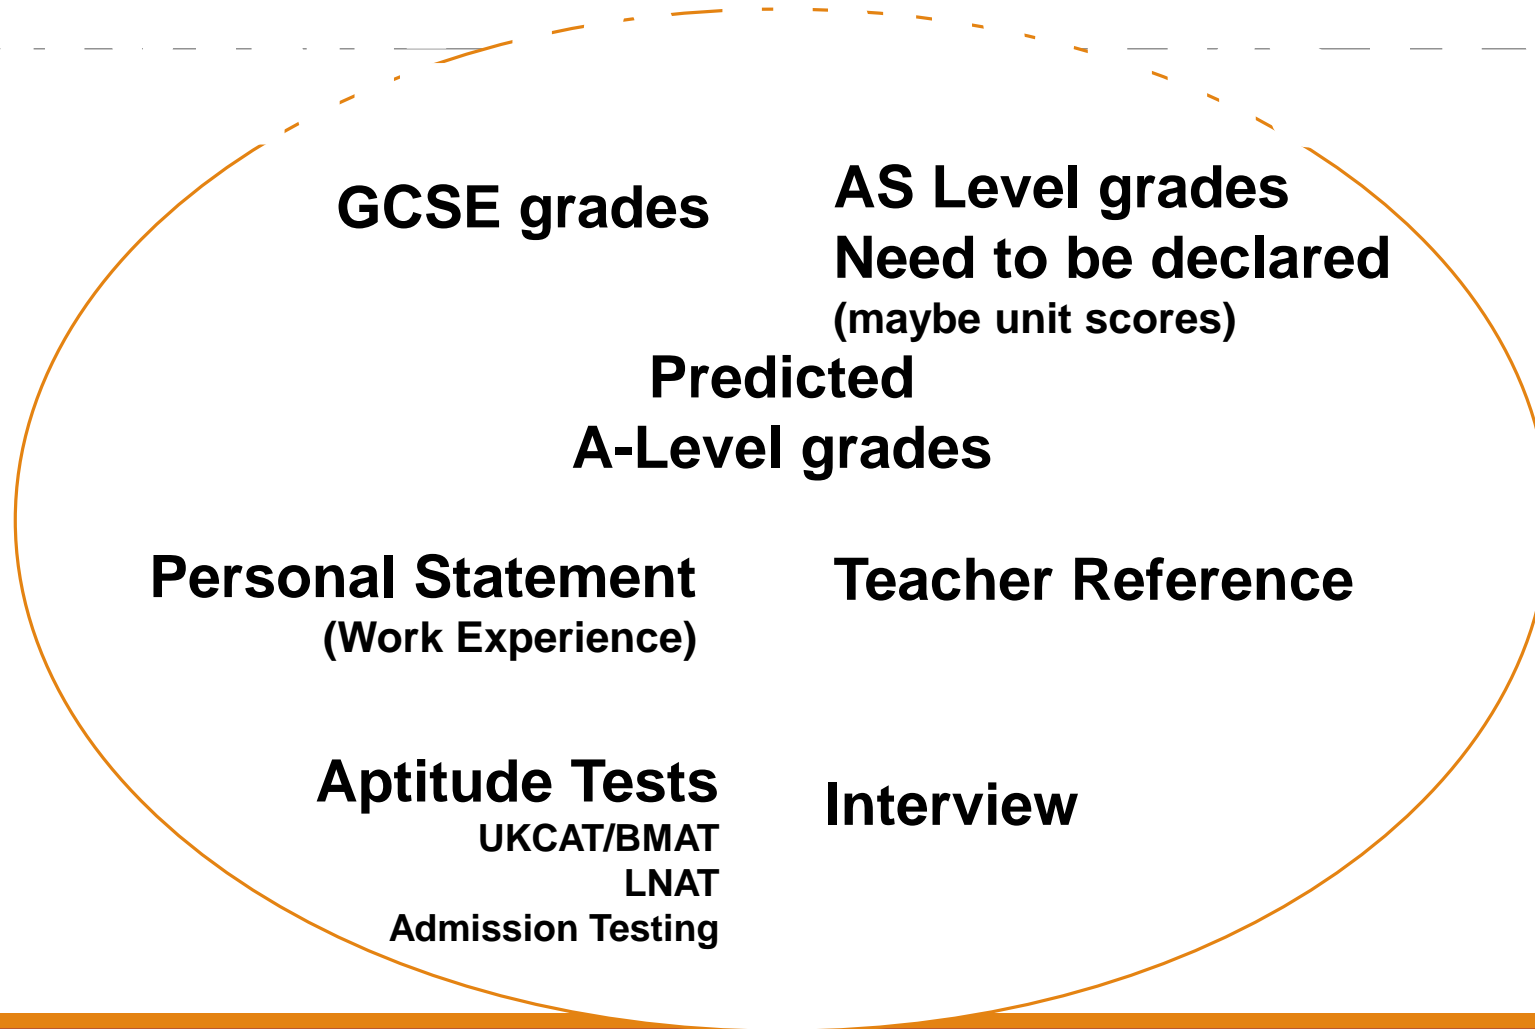 GCSE grades
AS Level grades
Need to be declared
(maybe unit scores)
Predicted
A-Level grades
Personal Statement
(Work Experience)
Teacher Reference
Aptitude Tests
UKCAT/BMAT
LNAT
Admission Testing
Interview